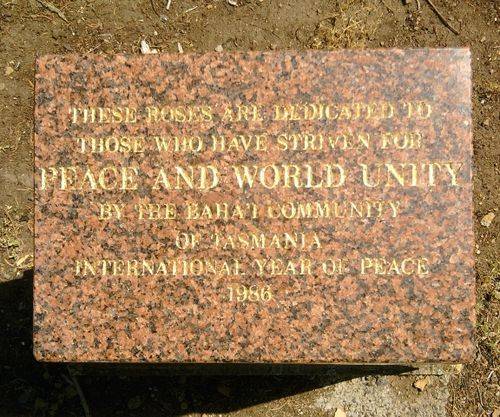 THESE ROSES ARE DEDICATED TO
THOSE WHO HAVE STRIVEN FOR
PEACE AND WORLD UNITY
BY THE BAHA'I COMMUNITY
OF TASMANIA
INTERNATIONAL YEAR OF PEACE
1986